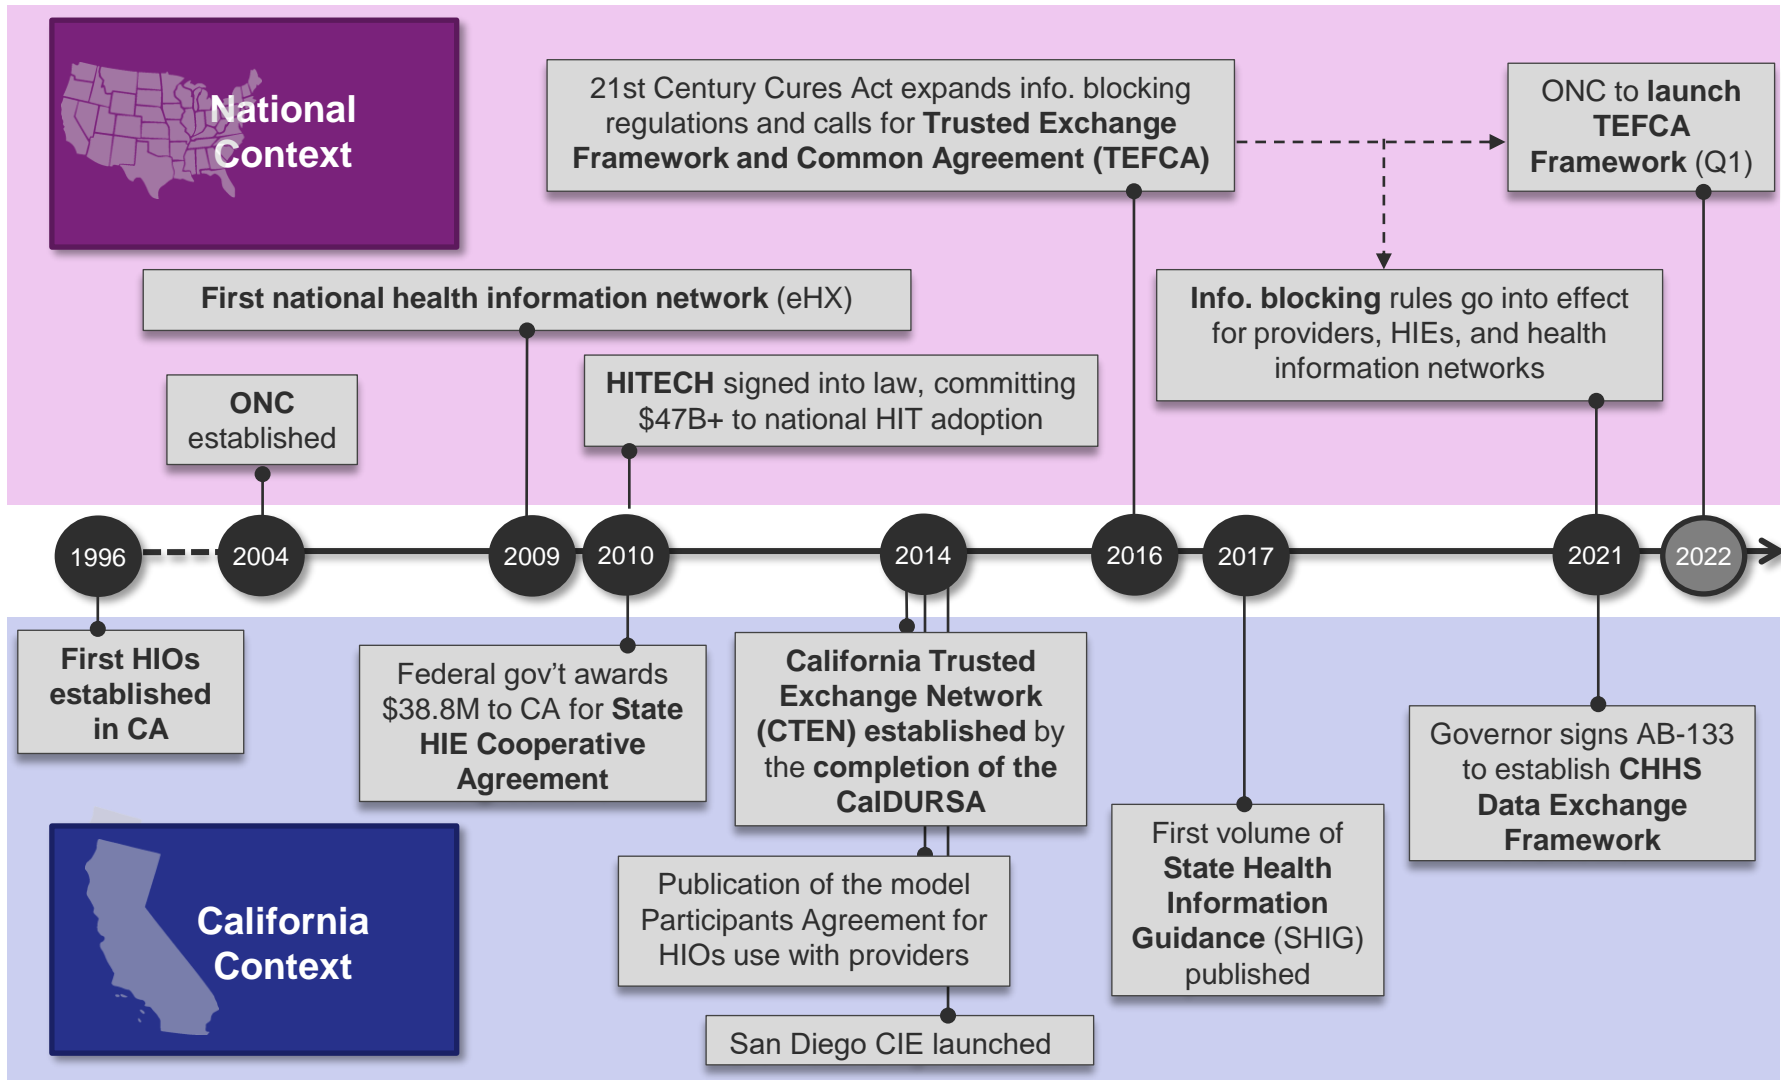 National
Context
21st Century Cures Act expands info. blocking
regulations and calls for Trusted Exchange
Framework and Common Agreement (TEFCA)
ONC to launch
TEFCA
Framework (Q1)
First national health information network (eHX)
Info. blocking rules go into effect
for providers, HIEs, and health
information networks
HITECH signed into law, committing
$47B+ to national HIT adoption
ONC
established
1996
2004
2009
2010
2014
2016
2017
2021
2022
First HIOs
established
in CA
Federal gov’t awards
$38.8M to CA for State
HIE Cooperative
Agreement
California Trusted
Exchange Network
(CTEN) established by
the completion of the
CalDURSA
Governor signs AB-133
to establish CHHS
Data Exchange
Framework
First volume of
State Health
Information
Guidance (SHIG)
published
Publication of the model
Participants Agreement for
HIOs use with providers
California
Context
San Diego CIE launched